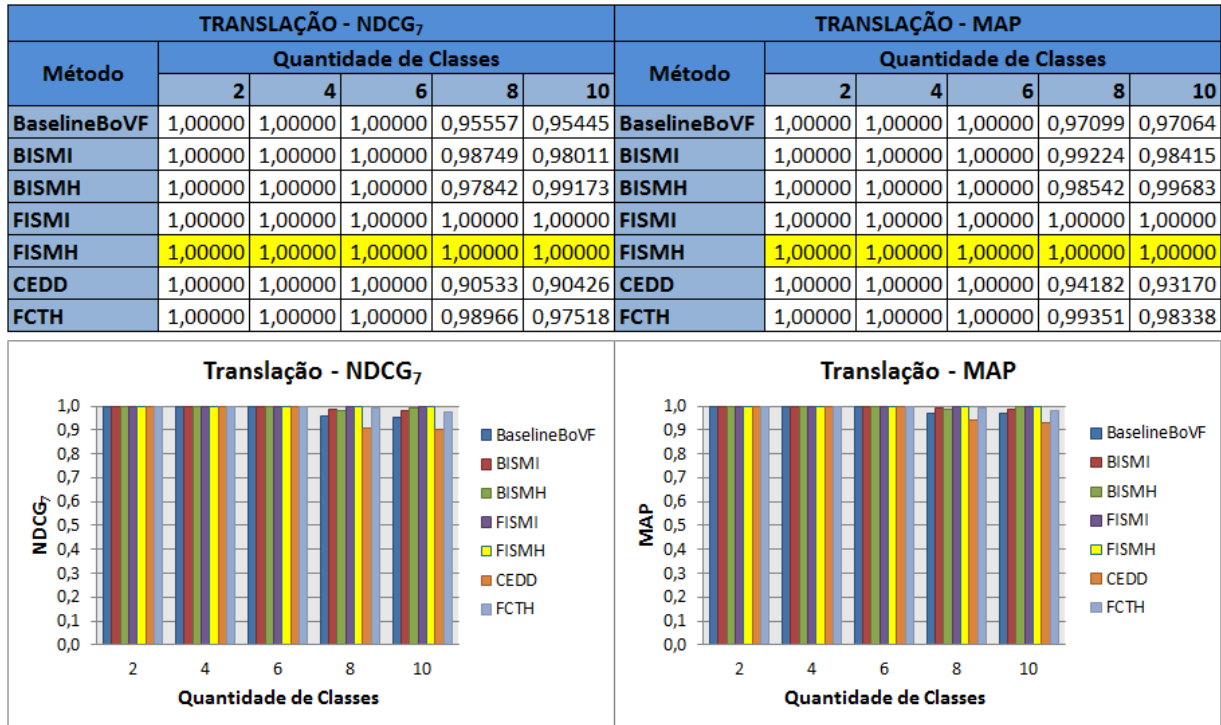 TRANSLAÇÃO - NDCG₇ TRANSLAÇÃO - MAP
Método Quantidade de Classes Método Quantidade de Classes
2 4 6 8 10 2 4 6 8 10
BaselineBoVF 1,00000 1,00000 1,00000 0,95557 0,95445 BaselineBoVF 1,00000 1,00000 1,00000 0,97099 0,97064
BISMI 1,00000 1,00000 1,00000 0,98749 0,98011 BISMI 1,00000 1,00000 1,00000 0,99224 0,98415
BISMH 1,00000 1,00000 1,00000 0,97842 0,99173 BISMH 1,00000 1,00000 1,00000 0,98542 0,99683
FISMI 1,00000 1,00000 1,00000 1,00000 1,00000 FISMI 1,00000 1,00000 1,00000 1,00000 1,00000
FISMH 1,00000 1,00000 1,00000 1,00000 1,00000 FISMH 1,00000 1,00000 1,00000 1,00000 1,00000
CEDD 1,00000 1,00000 1,00000 0,90533 0,90426 CEDD 1,00000 1,00000 1,00000 0,94182 0,93170
FCTH 1,00000 1,00000 1,00000 0,98966 0,97518 FCTH 1,00000 1,00000 1,00000 0,99351 0,98338
Translação - NDCG₇
NDCG₇
1,0
0,9
0,8
0,7
0,6
0,5
0,4
0,3
0,2
0,1
0,0
2 4 6 8 10
Quantidade de Classes
BaselineBoVF
BISMI
BISMH
FISMI
FISMH
CEDD
FCTH
Translação - MAP
MAP
1,0
0,9
0,8
0,7
0,6
0,5
0,4
0,3
0,2
0,1
0,0
2 4 6 8 10
Quantidade de Classes
BaselineBoVF
BISMI
BISMH
FISMI
FISMH
CEDD
FCTH